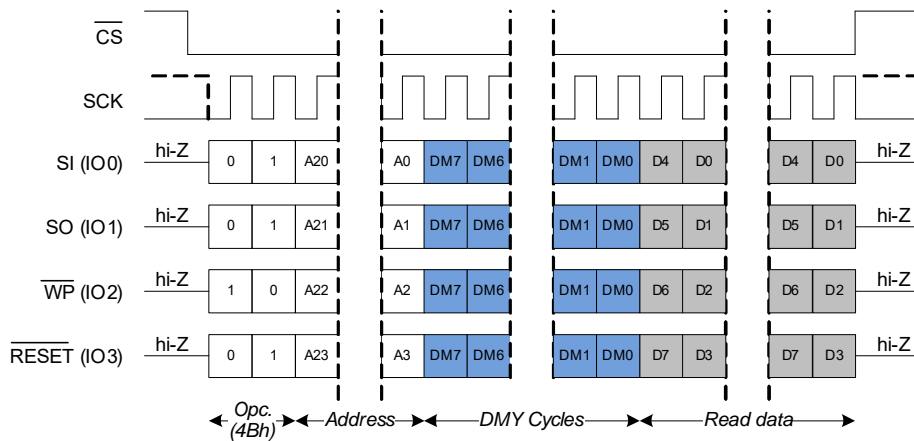 CS
SCK
SI (IO0) hi-Z 0 1 A20 A0 DM7 DM6 DM1 DM0 D4 D0 D4 D0 hi-Z
SO (IO1) hi-Z 0 1 A21 A1 DM7 DM6 DM1 DM0 D5 D1 D5 D1 hi-Z
WP (IO2) hi-Z 1 0 A22 A2 DM7 DM6 DM1 DM0 D6 D2 D6 D2 hi-Z
RESET (IO3) hi-Z 0 1 A23 A3 DM7 DM6 DM1 DM0 D7 D3 D7 D3 hi-Z
Opc. Address DMY Cycles Read data
(4Bh)